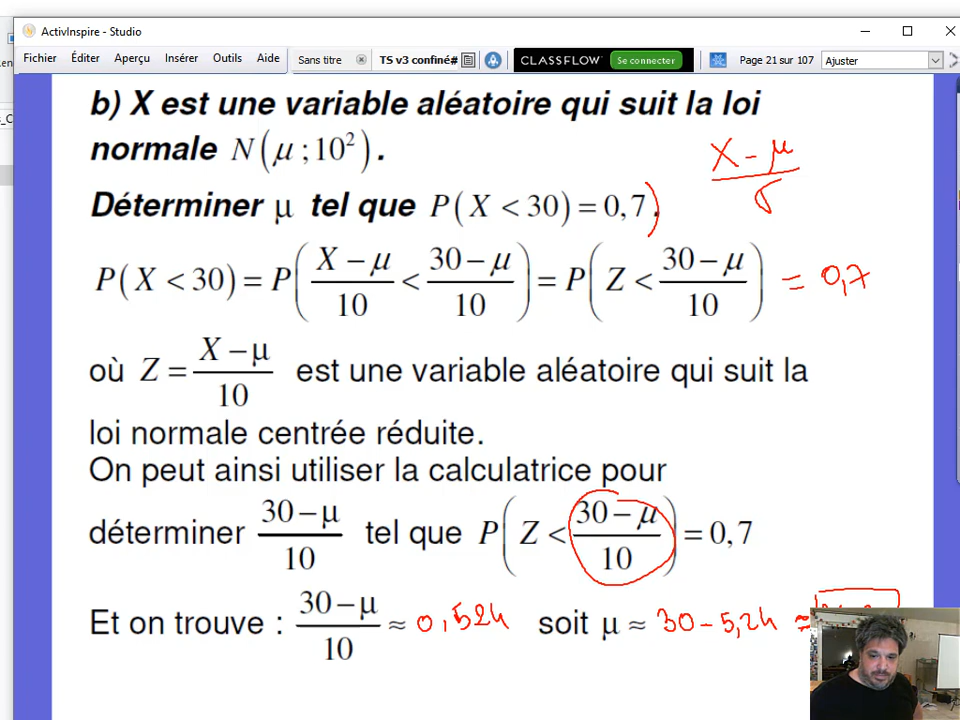 ActivInspire - Studio
Fichier Éditer Aperçu Insérer Outils Aide Sans titre TS v3 confiné# CLASSFLOW Se connecter Page 21 sur 107 Ajuster
b) X est une variable aléatoire qui suit la loi
normale N(μ ;10²).
X - μ / σ
Déterminer μ tel que P(X < 30) = 0,7.)
P(X < 30) = P((X − μ)/10 < (30 − μ)/10) = P(Z < (30 − μ)/10) = 0,7
où Z = (X − μ)/10 est une variable aléatoire qui suit la
loi normale centrée réduite.
On peut ainsi utiliser la calculatrice pour
déterminer (30 − μ)/10 tel que P(Z < (30 − μ)/10) = 0,7
Et on trouve : (30 − μ)/10 ≈ 0,524 soit μ ≈ 30 - 5,24 ≈